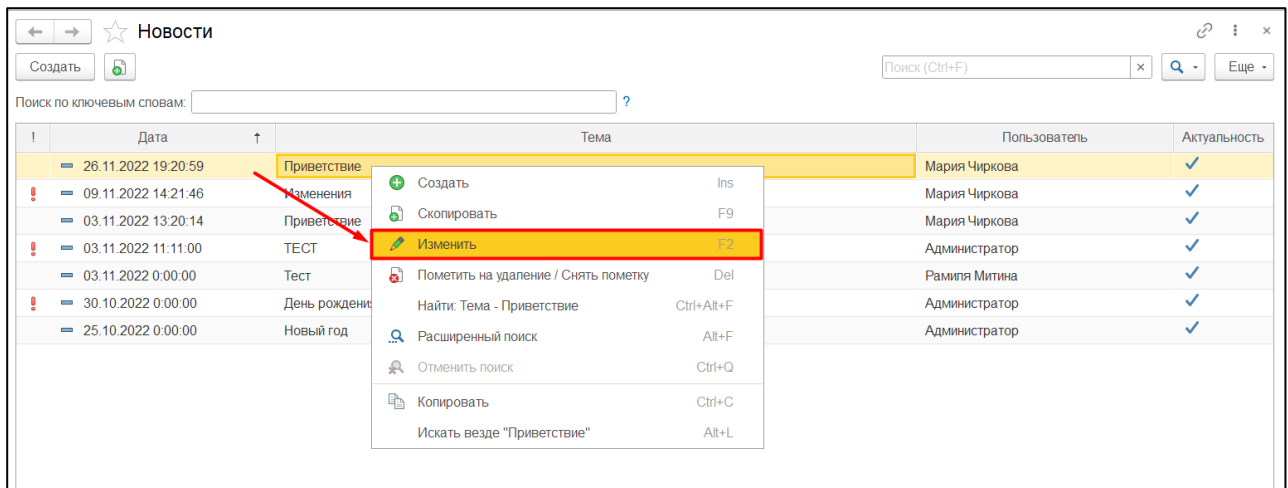 Новости
Создать
Поиск (Ctrl+F)
×
Еще
Поиск по ключевым словам:
?
! Дата ↑ Тема Пользователь Актуальность
26.11.2022 19:20:59 Приветствие Мария Чиркова
09.11.2022 14:21:46 Изменения Мария Чиркова
03.11.2022 13:20:14 Приветствие Мария Чиркова
03.11.2022 11:11:00 ТЕСТ Администратор
03.11.2022 0:00:00 Тест Рамипя Митина
30.10.2022 0:00:00 День рождения Администратор
25.10.2022 0:00:00 Новый год Администратор
Создать Ins
Скопировать F9
Изменить F2
Пометить на удаление / Снять пометку Del
Найти: Тема - Приветствие Ctrl+Alt+F
Расширенный поиск Alt+F
Отменить поиск Ctrl+Q
Копировать Ctrl+C
Искать везде "Приветствие" Alt+L